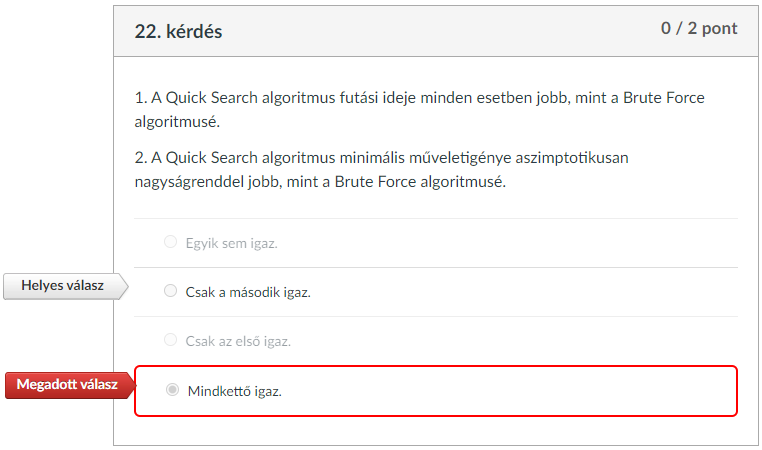 22. kérdés
0 / 2 pont
1. A Quick Search algoritmus futási ideje minden esetben jobb, mint a Brute Force
algoritmusé.
2. A Quick Search algoritmus minimális műveletigénye aszimptotikusan
nagyságrenddel jobb, mint a Brute Force algoritmusé.
Egyik sem igaz.
Helyes válasz
Csak a második igaz.
Csak az első igaz.
Megadott válasz
Mindkettő igaz.